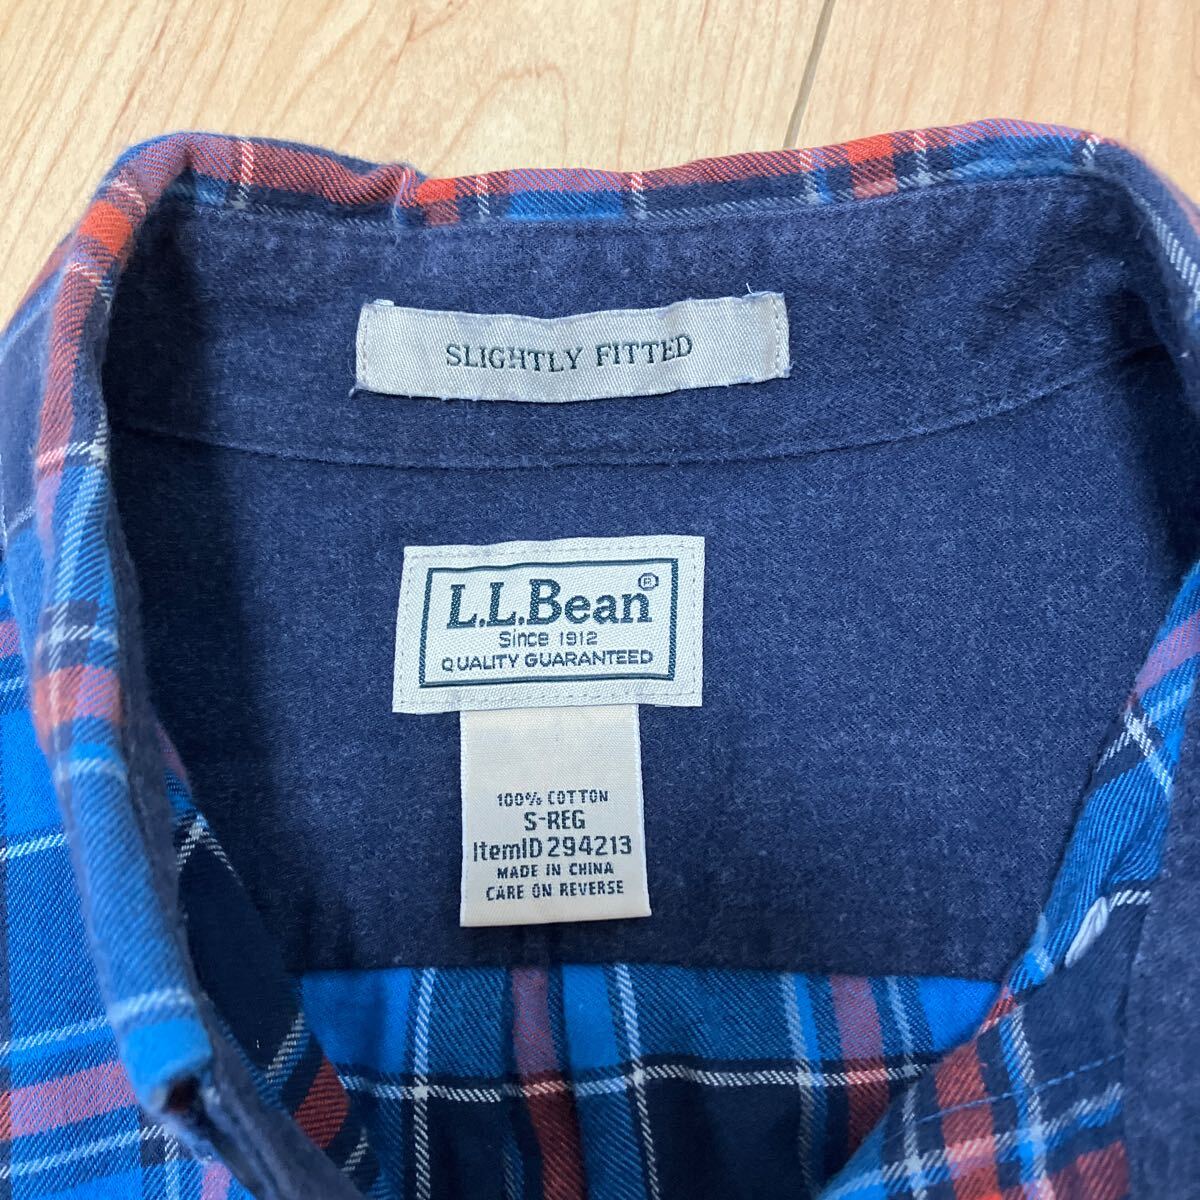 SLIGHTLY FITTED
L.L.Bean®
Since 1912
QUALITY GUARANTEED
100% COTTON
S-REG
ItemID 294213
MADE IN CHINA
CARE ON REVERSE